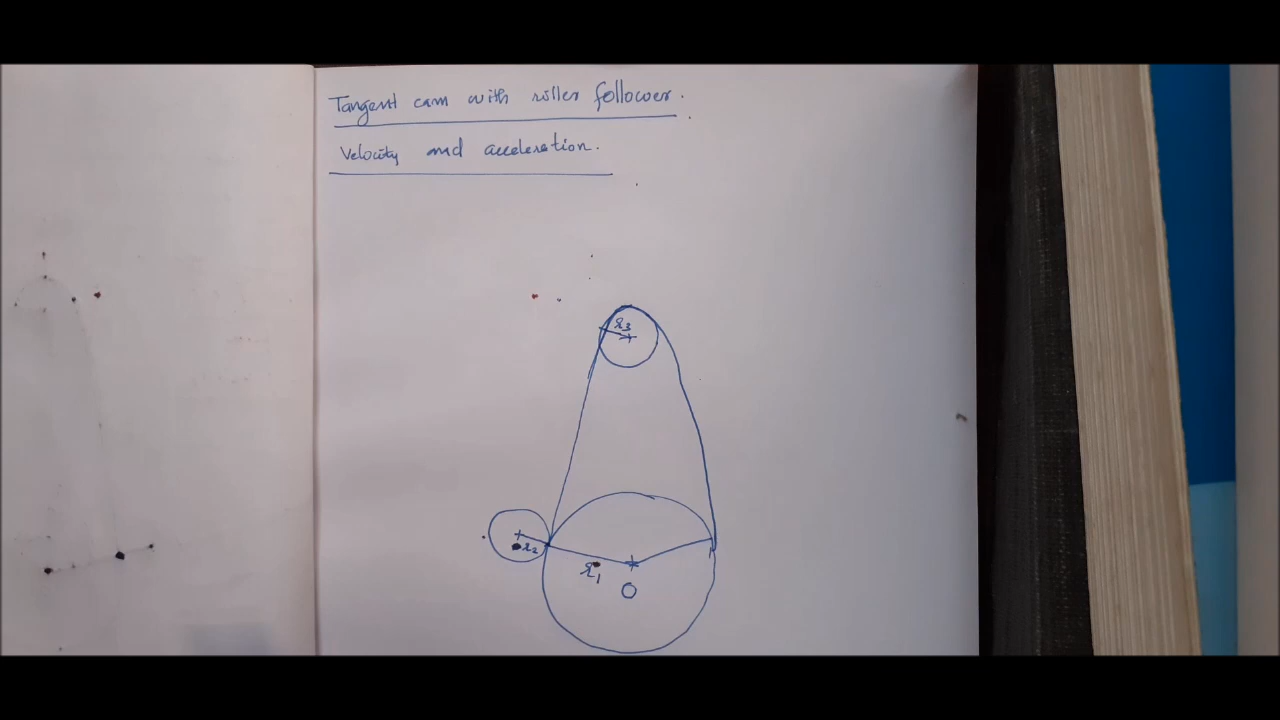 Tangent cam with roller follower.
Velocity and acceleration.
r3
r2
r1
O